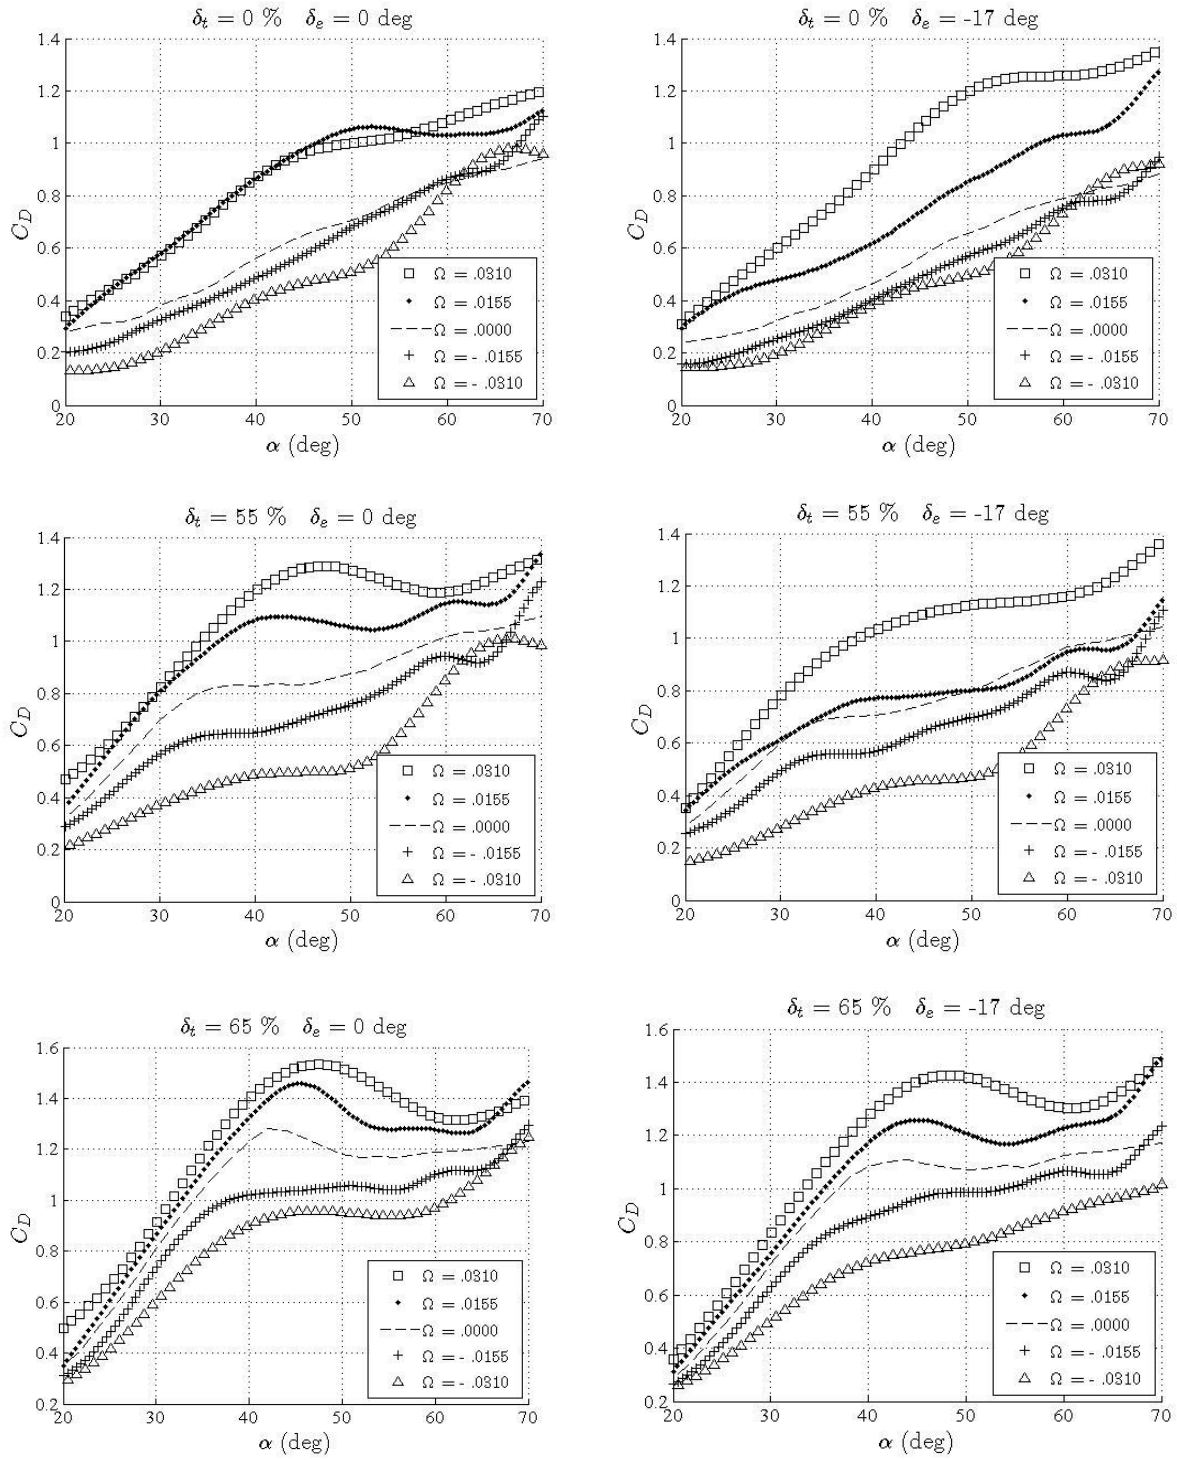 δt = 0 % δe = 0 deg
1.4
1.2
1
0.8
0.6
0.4
0.2
0
CD
Ω = .0310
Ω = .0155
Ω = .0000
Ω = - .0155
Ω = - .0310
20 30 40 50 60 70
α (deg)
δt = 0 % δe = -17 deg
1.4
1.2
1
0.8
0.6
0.4
0.2
0
CD
Ω = .0310
Ω = .0155
Ω = .0000
Ω = - .0155
Ω = - .0310
20 30 40 50 60 70
α (deg)
δt = 55 % δe = 0 deg
1.4
1.2
1
0.8
0.6
0.4
0.2
0
CD
Ω = .0310
Ω = .0155
Ω = .0000
Ω = - .0155
Ω = - .0310
20 30 40 50 60 70
α (deg)
δt = 55 % δe = -17 deg
1.4
1.2
1
0.8
0.6
0.4
0.2
0
CD
Ω = .0310
Ω = .0155
Ω = .0000
Ω = - .0155
Ω = - .0310
20 30 40 50 60 70
α (deg)
δt = 65 % δe = 0 deg
1.6
1.4
1.2
1
0.8
0.6
0.4
0.2
CD
Ω = .0310
Ω = .0155
Ω = .0000
Ω = - .0155
Ω = - .0310
20 30 40 50 60 70
α (deg)
δt = 65 % δe = -17 deg
1.6
1.4
1.2
1
0.8
0.6
0.4
0.2
CD
Ω = .0310
Ω = .0155
Ω = .0000
Ω = - .0155
Ω = - .0310
20 30 40 50 60 70
α (deg)